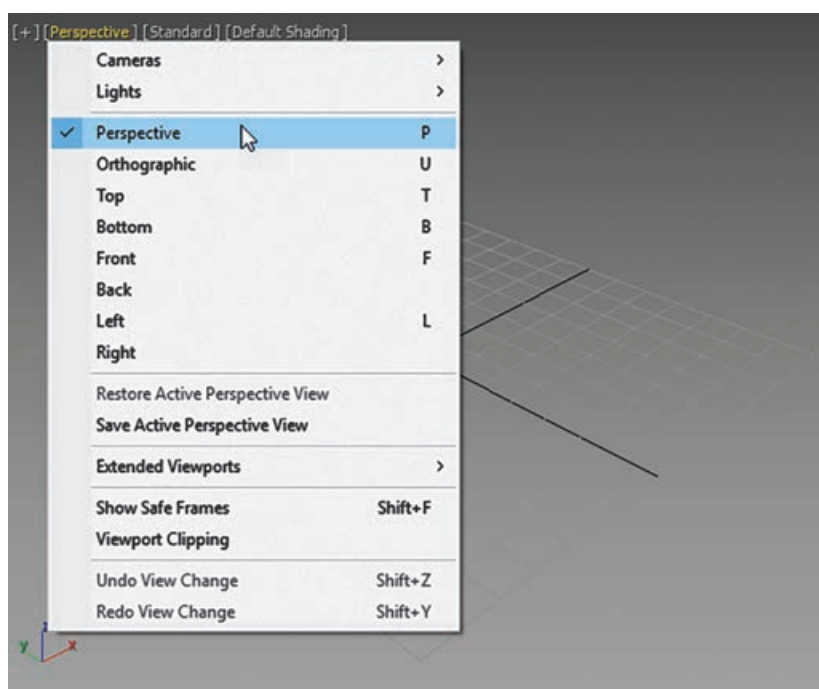 [+] [Perspective] [Standard] [Default Shading]
Cameras >
Lights >
✓ Perspective P
Orthographic U
Top T
Bottom B
Front F
Back
Left L
Right
Restore Active Perspective View
Save Active Perspective View
Extended Viewports >
Show Safe Frames Shift+F
Viewport Clipping
Undo View Change Shift+Z
Redo View Change Shift+Y
z
y x